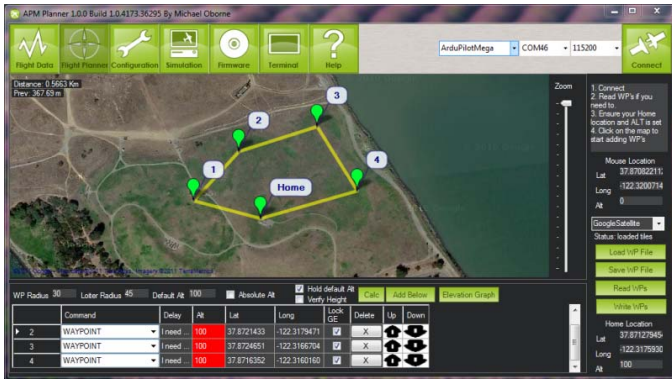 APM Planner 1.0.0 Build 1.0.4173.36295 By Michael Oborne
Flight Data
Flight Planner
Configuration
Simulation
Firmware
Terminal
Help
ArduPilotMega
COM46
115200
Connect
Distance: 0.5663 Km
Prev: 367.69 m
Zoom
1
2
3
4
Home
1. Connect
2. Read WP's if you
need to.
3. Ensure your Home
location and ALT is set
4. Click on the map to
start adding WP's
Mouse Location
Lat 37.87082211
Long -122.3200714
Alt 0
GoogleSatellite
Status: loaded tiles
Load WP File
Save WP File
Read WPs
Write WPs
Home Location
Lat 37.87127945
Long -122.3175930
Alt 100
WP Radius 30 Loiter Radius 45 Default Alt 100 Absolute Alt Hold default Alt
Verify Height
Calc Add Below Elevation Graph
Command Delay Alt Lat Long Lock GE Delete Up Down
2 WAYPOINT I need ... 100 37.8721433 -122.3179471 X
3 WAYPOINT I need ... 100 37.8724651 -122.3166704 X
4 WAYPOINT I need ... 100 37.8716352 -122.3160160 X